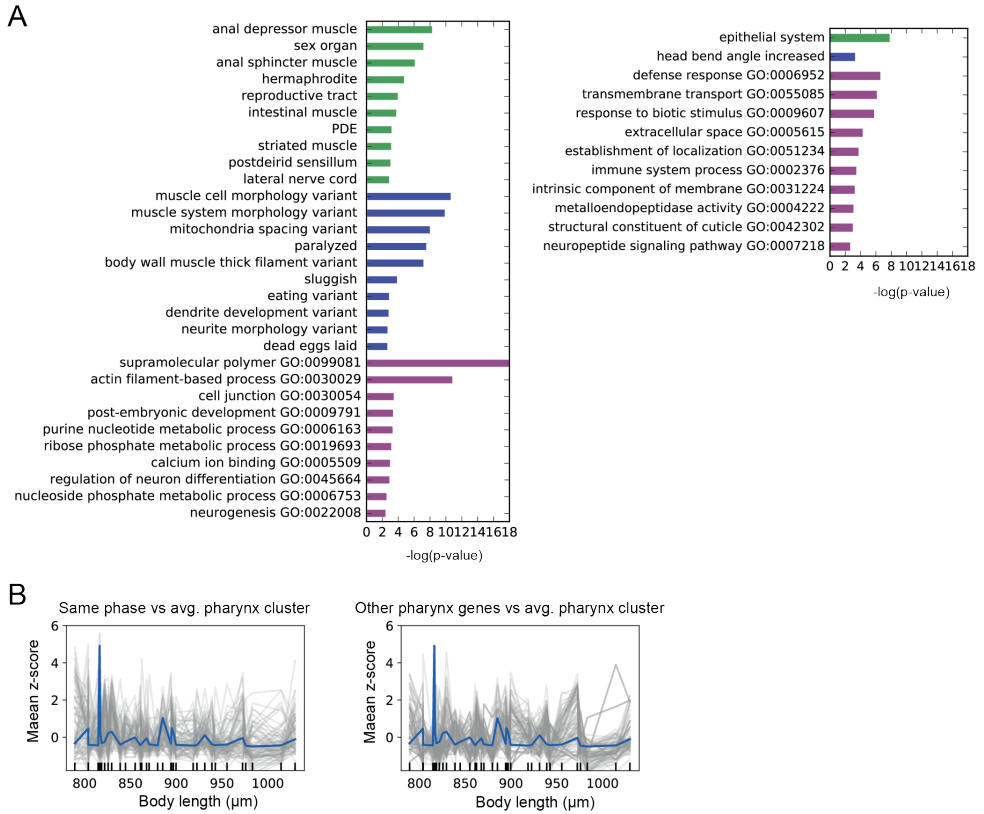 A
anal depressor muscle
sex organ
anal sphincter muscle
hermaphrodite
reproductive tract
intestinal muscle
PDE
striated muscle
postdeirid sensillum
lateral nerve cord
muscle cell morphology variant
muscle system morphology variant
mitochondria spacing variant
paralyzed
body wall muscle thick filament variant
sluggish
eating variant
dendrite development variant
neurite morphology variant
dead eggs laid
supramolecular polymer GO:0099081
actin filament-based process GO:0030029
cell junction GO:0030054
post-embryonic development GO:0009791
purine nucleotide metabolic process GO:0006163
ribose phosphate metabolic process GO:0019693
calcium ion binding GO:0005509
regulation of neuron differentiation GO:0045664
nucleoside phosphate metabolic process GO:0006753
neurogenesis GO:0022008
0 2 4 6 8 10 12 14 16 18
-log(p-value)
epithelial system
head bend angle increased
defense response GO:0006952
transmembrane transport GO:0055085
response to biotic stimulus GO:0009607
extracellular space GO:0005615
establishment of localization GO:0051234
immune system process GO:0002376
intrinsic component of membrane GO:0031224
metalloendopeptidase activity GO:0004222
structural constituent of cuticle GO:0042302
neuropeptide signaling pathway GO:0007218
0 2 4 6 8 10 12 14 16 18
-log(p-value)
B
Same phase vs avg. pharynx cluster
Maean z-score
6
4
2
0
800 850 900 950 1000
Body length (μm)
Other pharynx genes vs avg. pharynx cluster
Maean z-score
6
4
2
0
800 850 900 950 1000
Body length (μm)